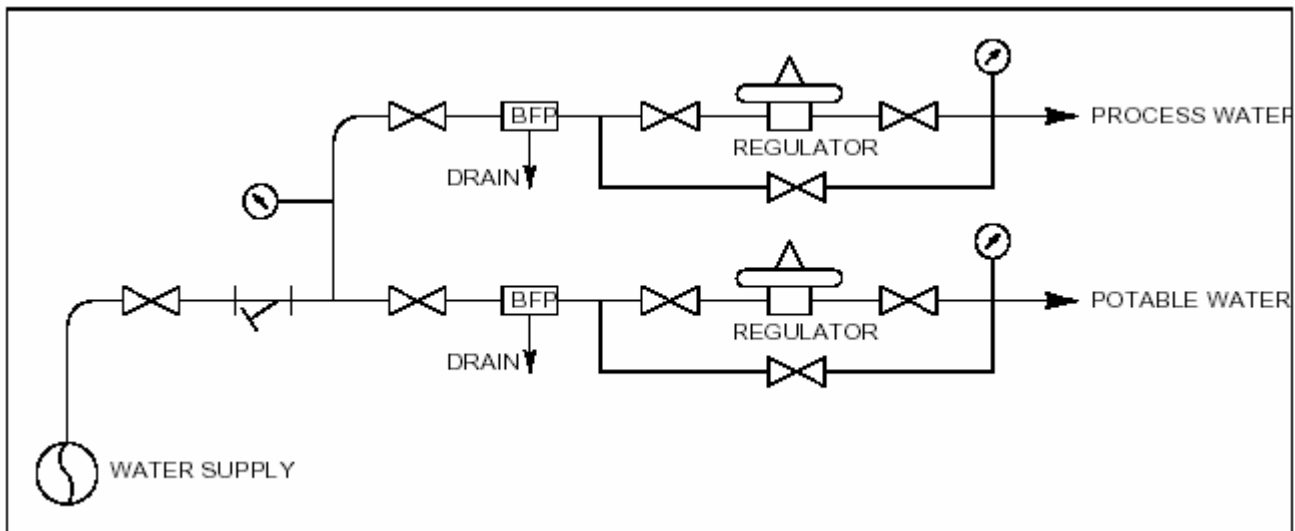 BFP
PROCESS WATER
REGULATOR
DRAIN
BFP
POTABLE WATER
REGULATOR
DRAIN
WATER SUPPLY